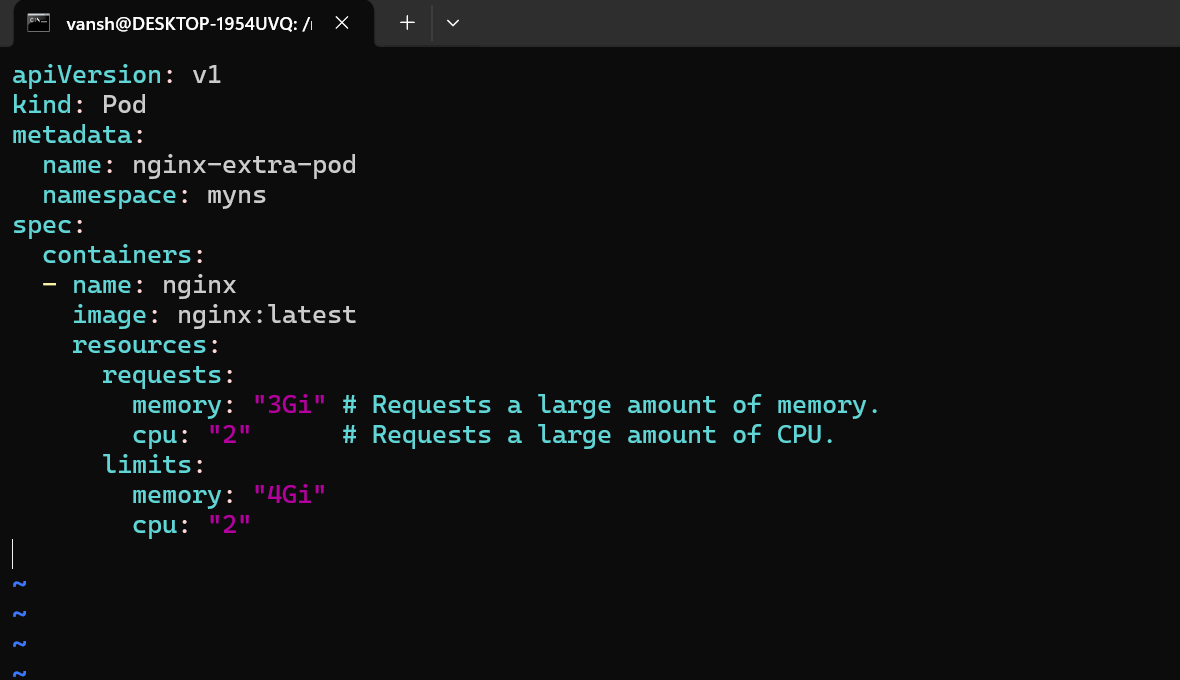 vansh@DESKTOP-1954UVQ: /
apiVersion: v1
kind: Pod
metadata:
  name: nginx-extra-pod
  namespace: myns
spec:
  containers:
  - name: nginx
    image: nginx:latest
    resources:
      requests:
        memory: "3Gi" # Requests a large amount of memory.
        cpu: "2"      # Requests a large amount of CPU.
      limits:
        memory: "4Gi"
        cpu: "2"
~
~
~
~